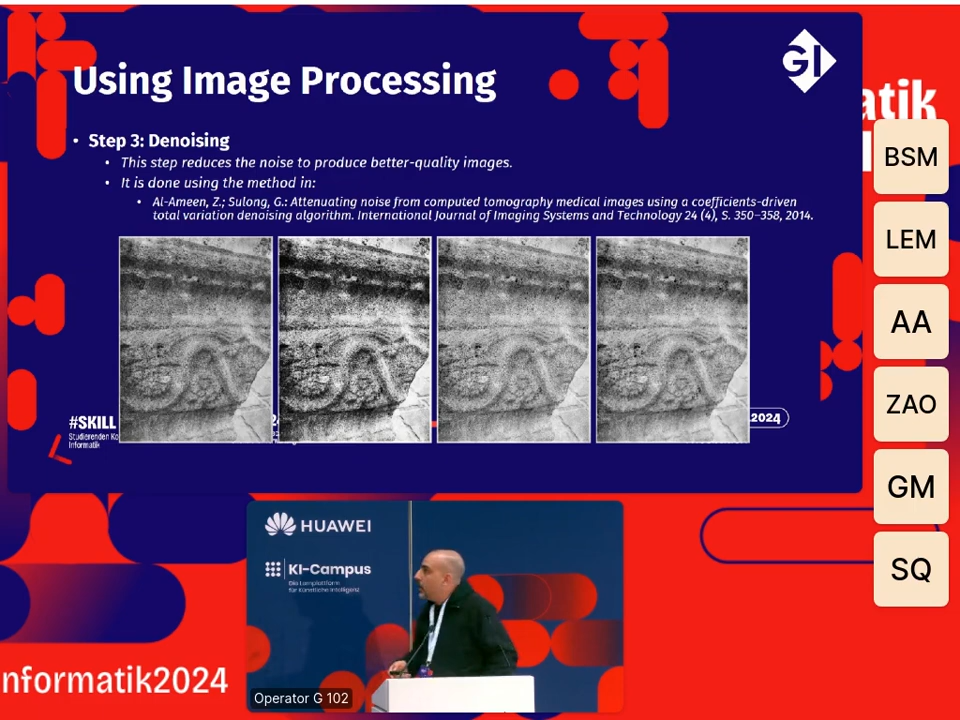 Using Image Processing
GI
• Step 3: Denoising
• This step reduces the noise to produce better-quality images.
• It is done using the method in:
• Al-Ameen, Z.; Sulong, G.: Attenuating noise from computed tomography medical images using a coefficients-driven
total variation denoising algorithm. International Journal of Imaging Systems and Technology 24 (4), S. 350–358, 2014.
#SKILL
Studierenden Ko
Informatik
.2024
atik
BSM
LEM
AA
ZAO
GM
SQ
HUAWEI
KI-Campus
Die Lernplattform
für Künstliche Intelligenz
Operator G 102
nformatik2024